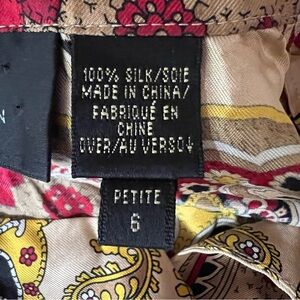 100% SILK/SOIE
MADE IN CHINA/
FABRIQUÉ EN
CHINE
OVER/AU VERSO↓
PETITE
6
N